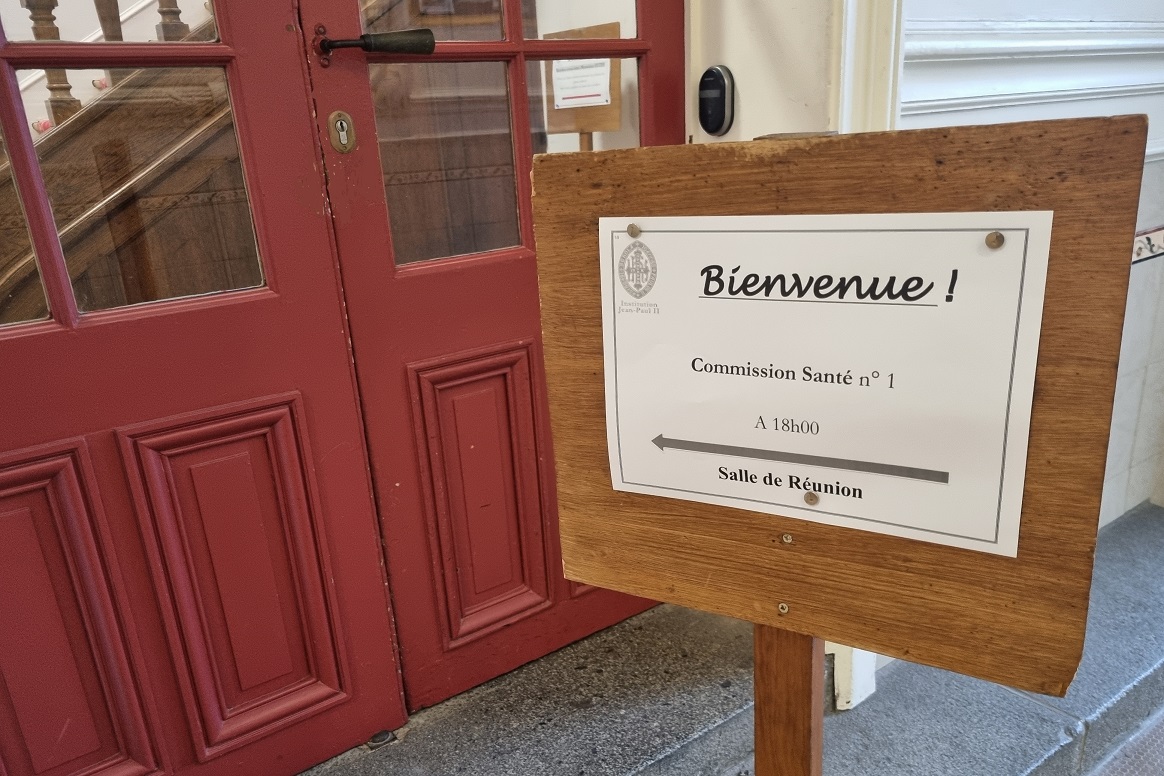 Institution
Jean-Paul II
Bienvenue !
Commission Santé n° 1
A 18h00
Salle de Réunion